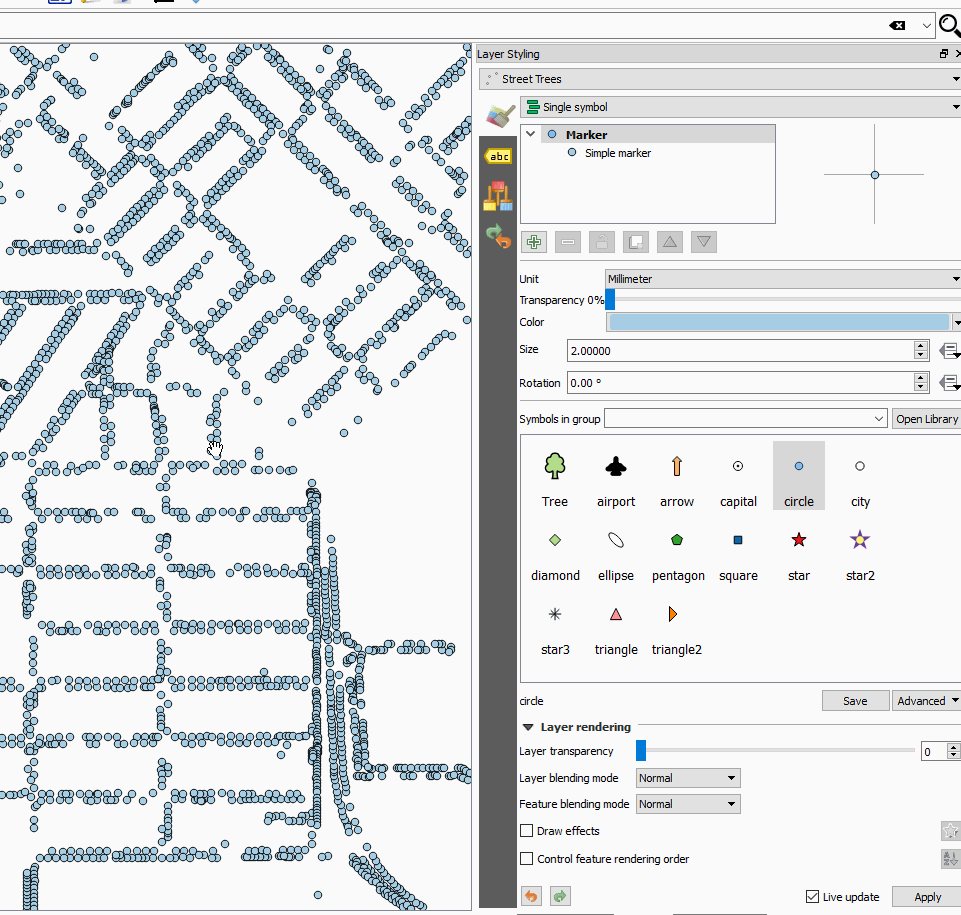 Layer Styling
Street Trees
Single symbol
Marker
Simple marker
abc
Unit Millimeter
Transparency 0%
Color
Size 2.00000
Rotation 0.00 °
Symbols in group Open Library
Tree airport arrow capital circle city
diamond ellipse pentagon square star star2
star3 triangle triangle2
circle Save Advanced
Layer rendering
Layer transparency 0
Layer blending mode Normal
Feature blending mode Normal
Draw effects
Control feature rendering order
Live update Apply